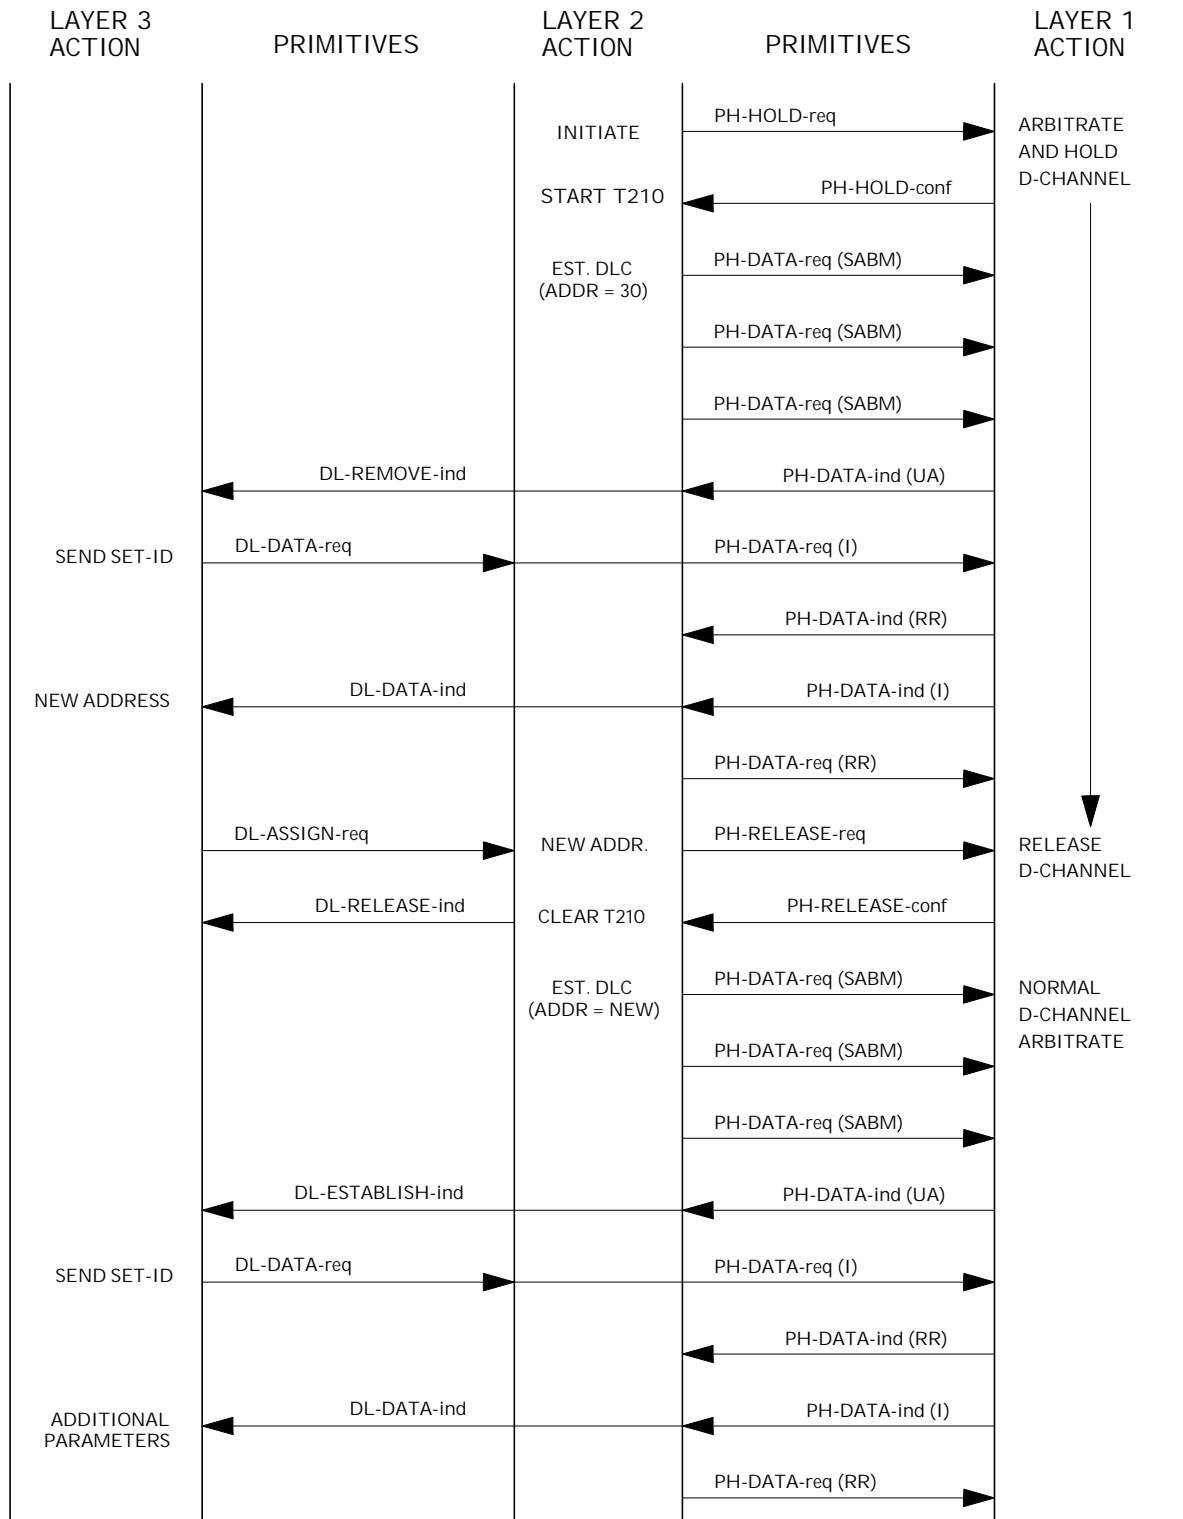 LAYER 3
ACTION
PRIMITIVES
LAYER 2
ACTION
PRIMITIVES
LAYER 1
ACTION
INITIATE
PH-HOLD-req
ARBITRATE
AND HOLD
D-CHANNEL
START T210
PH-HOLD-conf
EST. DLC
(ADDR = 30)
PH-DATA-req (SABM)
PH-DATA-req (SABM)
PH-DATA-req (SABM)
DL-REMOVE-ind
PH-DATA-ind (UA)
SEND SET-ID
DL-DATA-req
PH-DATA-req (I)
PH-DATA-ind (RR)
NEW ADDRESS
DL-DATA-ind
PH-DATA-ind (I)
PH-DATA-req (RR)
DL-ASSIGN-req
NEW ADDR.
PH-RELEASE-req
RELEASE
D-CHANNEL
DL-RELEASE-ind
CLEAR T210
PH-RELEASE-conf
EST. DLC
(ADDR = NEW)
PH-DATA-req (SABM)
NORMAL
D-CHANNEL
ARBITRATE
PH-DATA-req (SABM)
PH-DATA-req (SABM)
DL-ESTABLISH-ind
PH-DATA-ind (UA)
SEND SET-ID
DL-DATA-req
PH-DATA-req (I)
PH-DATA-ind (RR)
ADDITIONAL
PARAMETERS
DL-DATA-ind
PH-DATA-ind (I)
PH-DATA-req (RR)